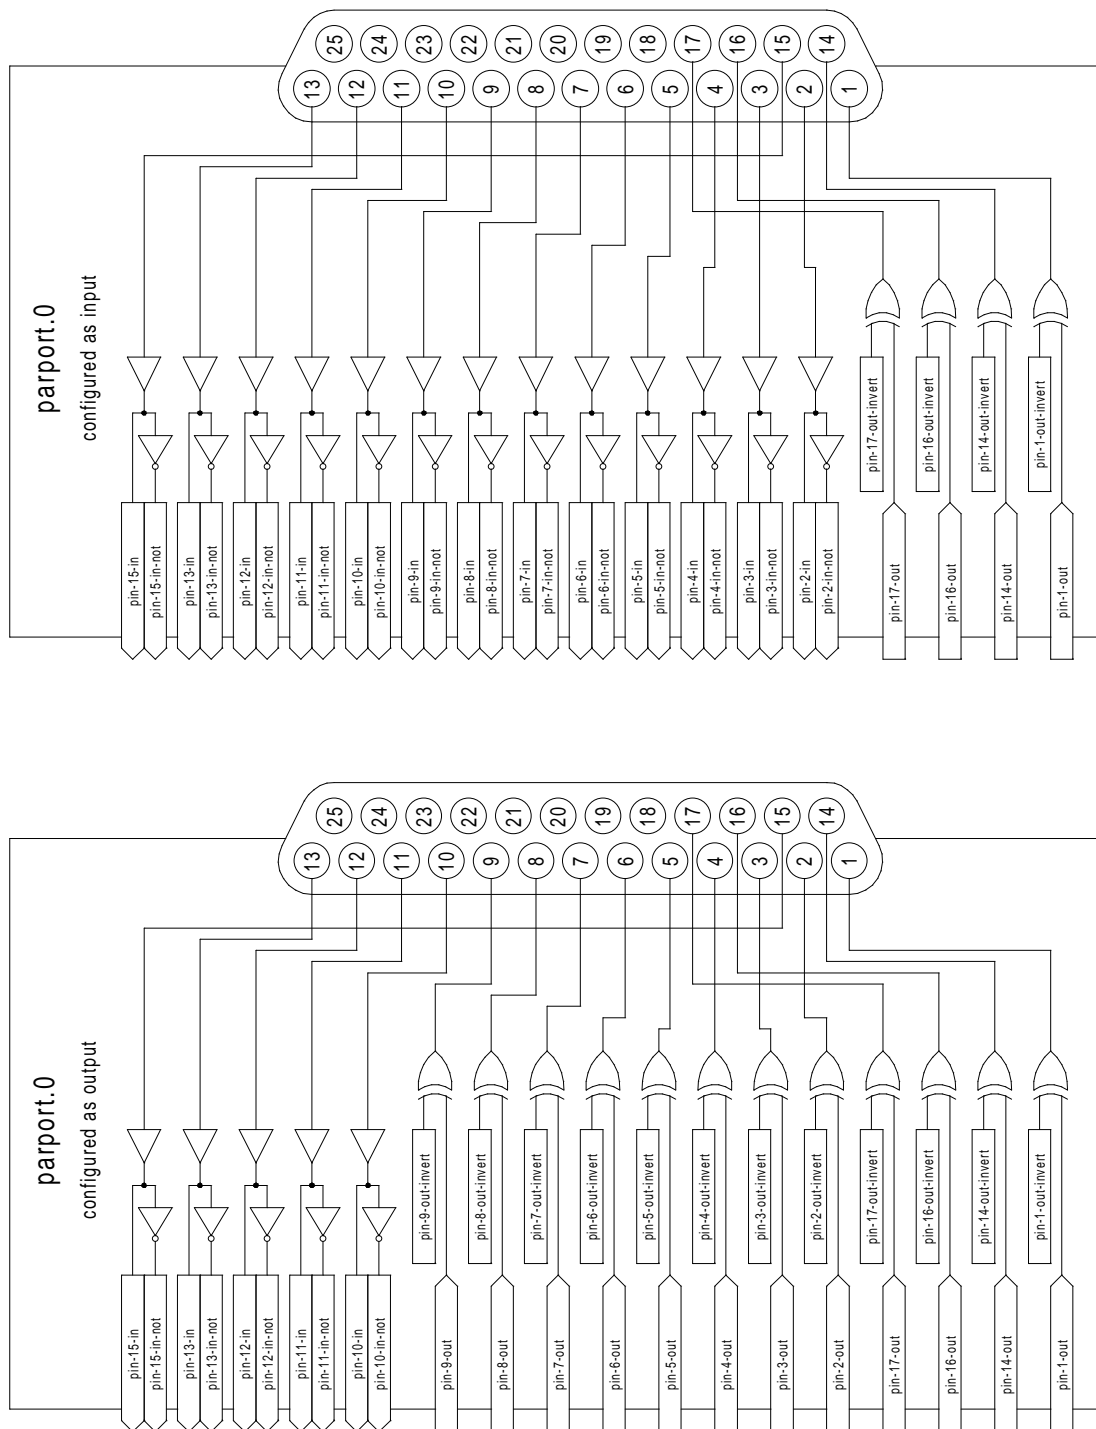 25
24
23
22
21
20
19
18
17
16
15
14
13
12
11
10
9
8
7
6
5
4
3
2
1
parport.0
configured as input
pin-15-in
pin-15-in-not
pin-13-in
pin-13-in-not
pin-12-in
pin-12-in-not
pin-11-in
pin-11-in-not
pin-10-in
pin-10-in-not
pin-9-in
pin-9-in-not
pin-8-in
pin-8-in-not
pin-7-in
pin-7-in-not
pin-6-in
pin-6-in-not
pin-5-in
pin-5-in-not
pin-4-in
pin-4-in-not
pin-3-in
pin-3-in-not
pin-2-in
pin-2-in-not
pin-17-out-invert
pin-17-out
pin-16-out-invert
pin-16-out
pin-14-out-invert
pin-14-out
pin-1-out-invert
pin-1-out
25
24
23
22
21
20
19
18
17
16
15
14
13
12
11
10
9
8
7
6
5
4
3
2
1
parport.0
configured as output
pin-15-in
pin-15-in-not
pin-13-in
pin-13-in-not
pin-12-in
pin-12-in-not
pin-11-in
pin-11-in-not
pin-10-in
pin-10-in-not
pin-9-out-invert
pin-9-out
pin-8-out-invert
pin-8-out
pin-7-out-invert
pin-7-out
pin-6-out-invert
pin-6-out
pin-5-out-invert
pin-5-out
pin-4-out-invert
pin-4-out
pin-3-out-invert
pin-3-out
pin-2-out-invert
pin-2-out
pin-17-out-invert
pin-17-out
pin-16-out-invert
pin-16-out
pin-14-out-invert
pin-14-out
pin-1-out-invert
pin-1-out